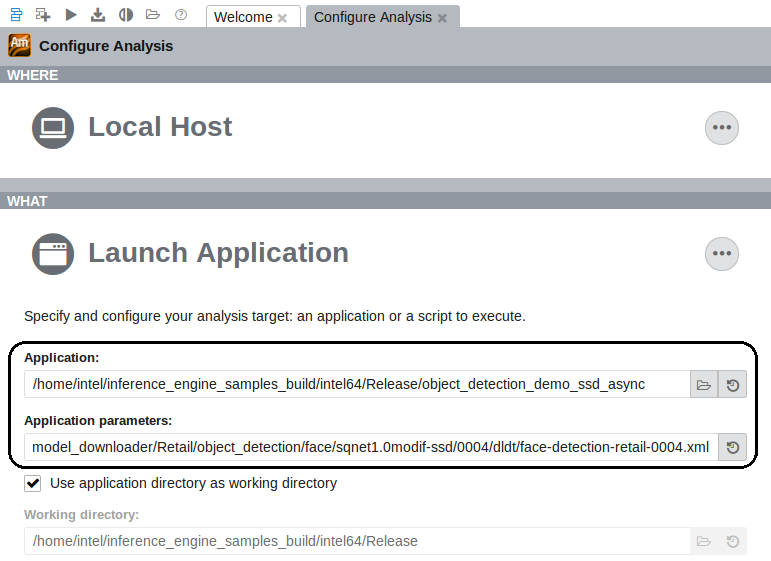 Welcome
Configure Analysis
Am
Configure Analysis
WHERE
Local Host
WHAT
Launch Application
Specify and configure your analysis target: an application or a script to execute.
Application:
/home/intel/inference_engine_samples_build/intel64/Release/object_detection_demo_ssd_async
Application parameters:
model_downloader/Retail/object_detection/face/sqnet1.0modif-ssd/0004/dldt/face-detection-retail-0004.xml
Use application directory as working directory
Working directory:
/home/intel/inference_engine_samples_build/intel64/Release